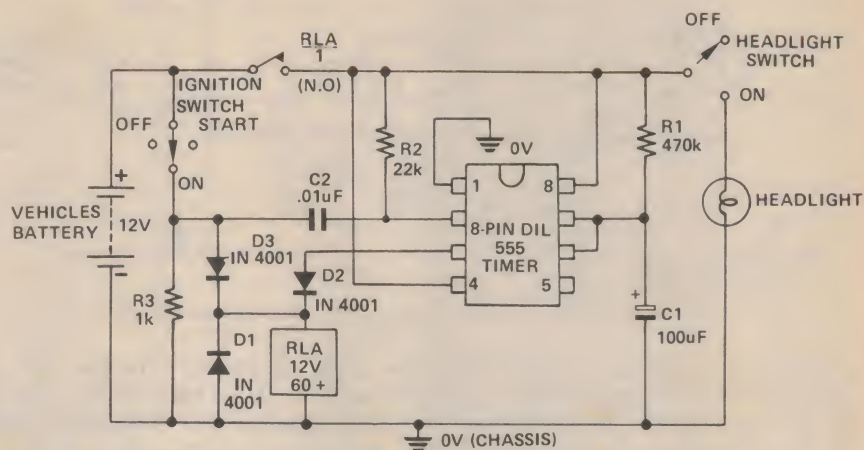 OFF
HEADLIGHT
SWITCH
ON
RLA
1
(N.O)
IGNITION
SWITCH
OFF
START
ON
R2
22k
0V
R1
470k
1
8
8-PIN DIL
555
TIMER
4
5
C2
.01uF
HEADLIGHT
+
VEHICLES
BATTERY
12V
-
D3
IN 4001
D2
IN 4001
R3
1k
D1
IN
4001
RLA
12V
60 +
+
C1
100uF
0V (CHASSIS)